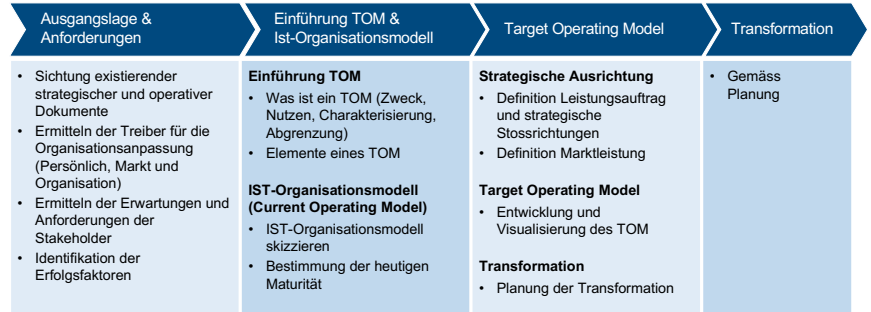 Ausgangslage &
Anforderungen
Einführung TOM &
Ist-Organisationsmodell
Target Operating Model
Transformation
• Sichtung existierender
strategischer und operativer
Dokumente
• Ermitteln der Treiber für die
Organisationsanpassung
(Persönlich, Markt und
Organisation)
• Ermitteln der Erwartungen und
Anforderungen der
Stakeholder
• Identifikation der
Erfolgsfaktoren
Einführung TOM
• Was ist ein TOM (Zweck,
Nutzen, Charakterisierung,
Abgrenzung)
• Elemente eines TOM
IST-Organisationsmodell
(Current Operating Model)
• IST-Organisationsmodell
skizzieren
• Bestimmung der heutigen
Maturität
Strategische Ausrichtung
• Definition Leistungsauftrag
und strategische
Stossrichtungen
• Definition Marktleistung
Target Operating Model
• Entwicklung und
Visualisierung des TOM
Transformation
• Planung der Transformation
• Gemäss
Planung